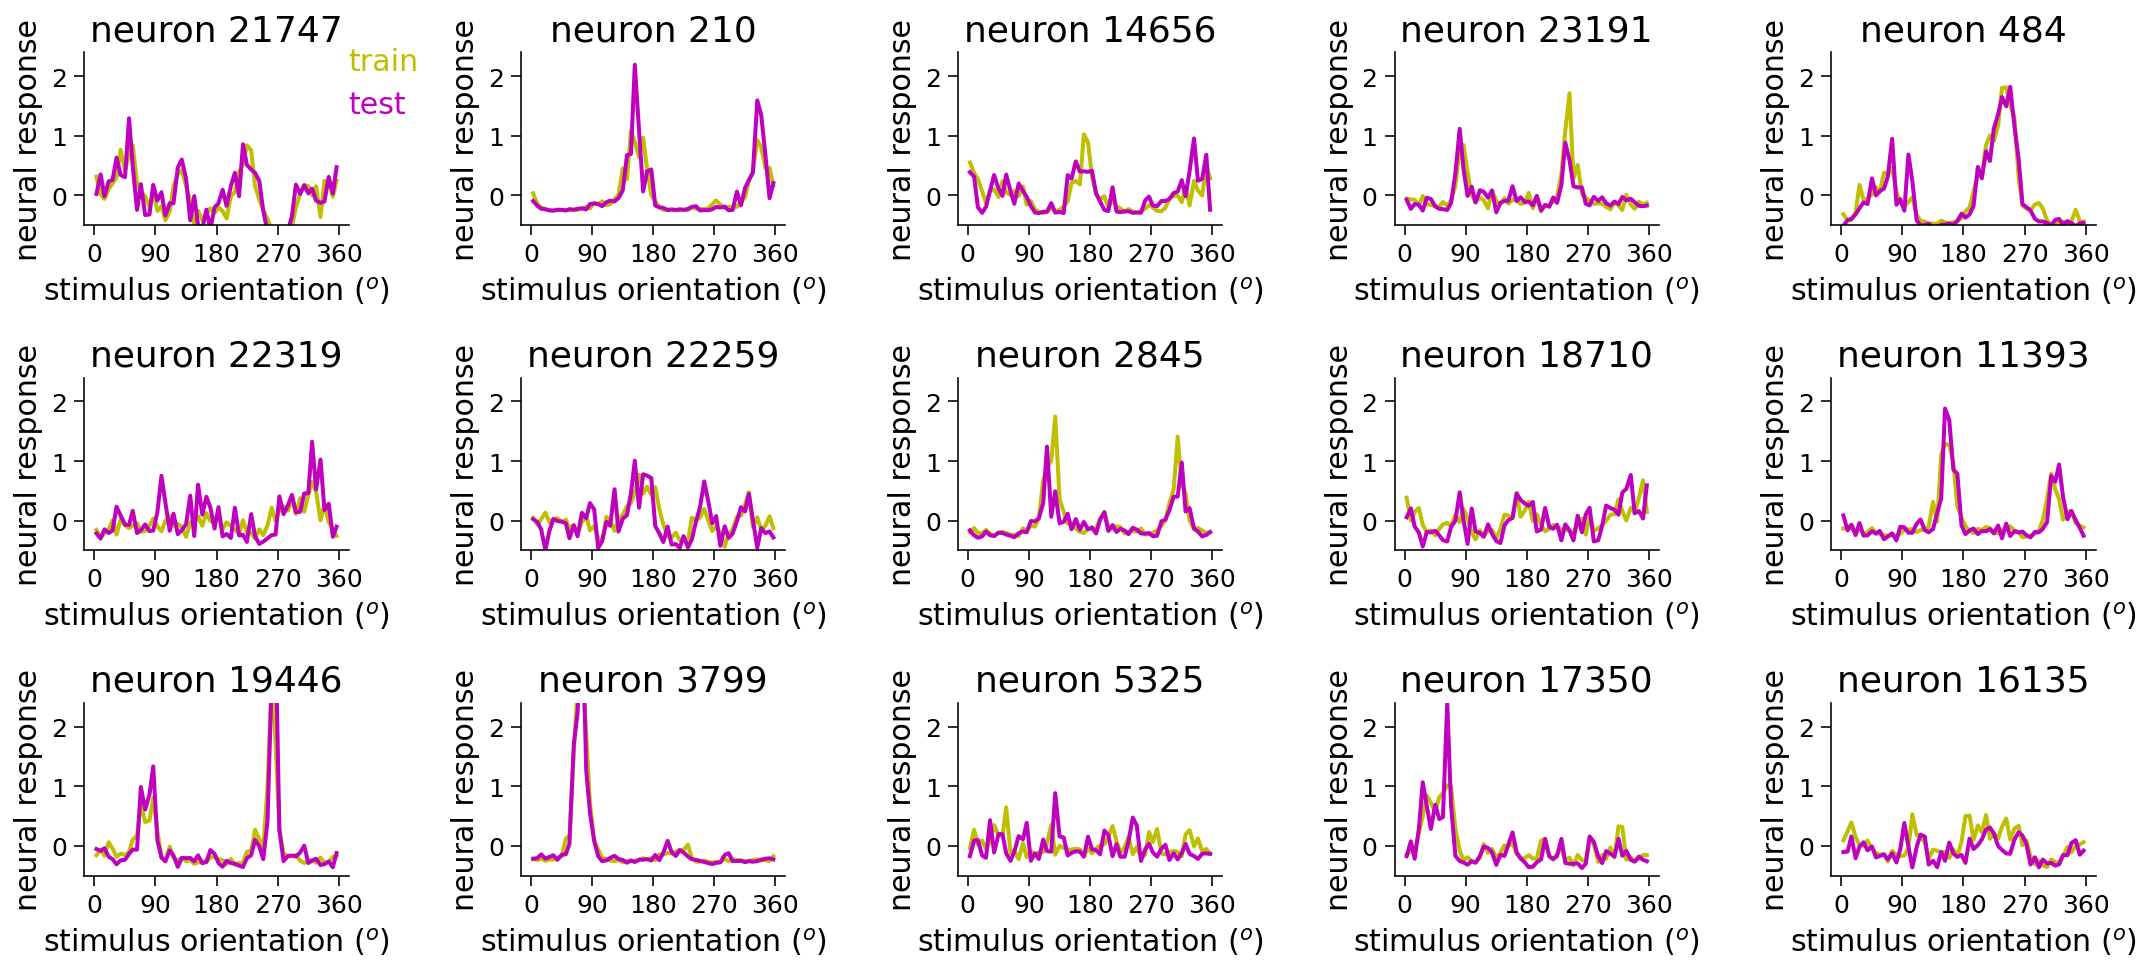 neuron 21747
neuron 210
neuron 14656
neuron 23191
neuron 484
train
test
neural response
2
1
0
0 90 180 270 360
stimulus orientation (o)
neural response
2
1
0
0 90 180 270 360
stimulus orientation (o)
neural response
2
1
0
0 90 180 270 360
stimulus orientation (o)
neural response
2
1
0
0 90 180 270 360
stimulus orientation (o)
neural response
2
1
0
0 90 180 270 360
stimulus orientation (o)
neuron 22319
neuron 22259
neuron 2845
neuron 18710
neuron 11393
neural response
2
1
0
0 90 180 270 360
stimulus orientation (o)
neural response
2
1
0
0 90 180 270 360
stimulus orientation (o)
neural response
2
1
0
0 90 180 270 360
stimulus orientation (o)
neural response
2
1
0
0 90 180 270 360
stimulus orientation (o)
neural response
2
1
0
0 90 180 270 360
stimulus orientation (o)
neuron 19446
neuron 3799
neuron 5325
neuron 17350
neuron 16135
neural response
2
1
0
0 90 180 270 360
stimulus orientation (o)
neural response
2
1
0
0 90 180 270 360
stimulus orientation (o)
neural response
2
1
0
0 90 180 270 360
stimulus orientation (o)
neural response
2
1
0
0 90 180 270 360
stimulus orientation (o)
neural response
2
1
0
0 90 180 270 360
stimulus orientation (o)